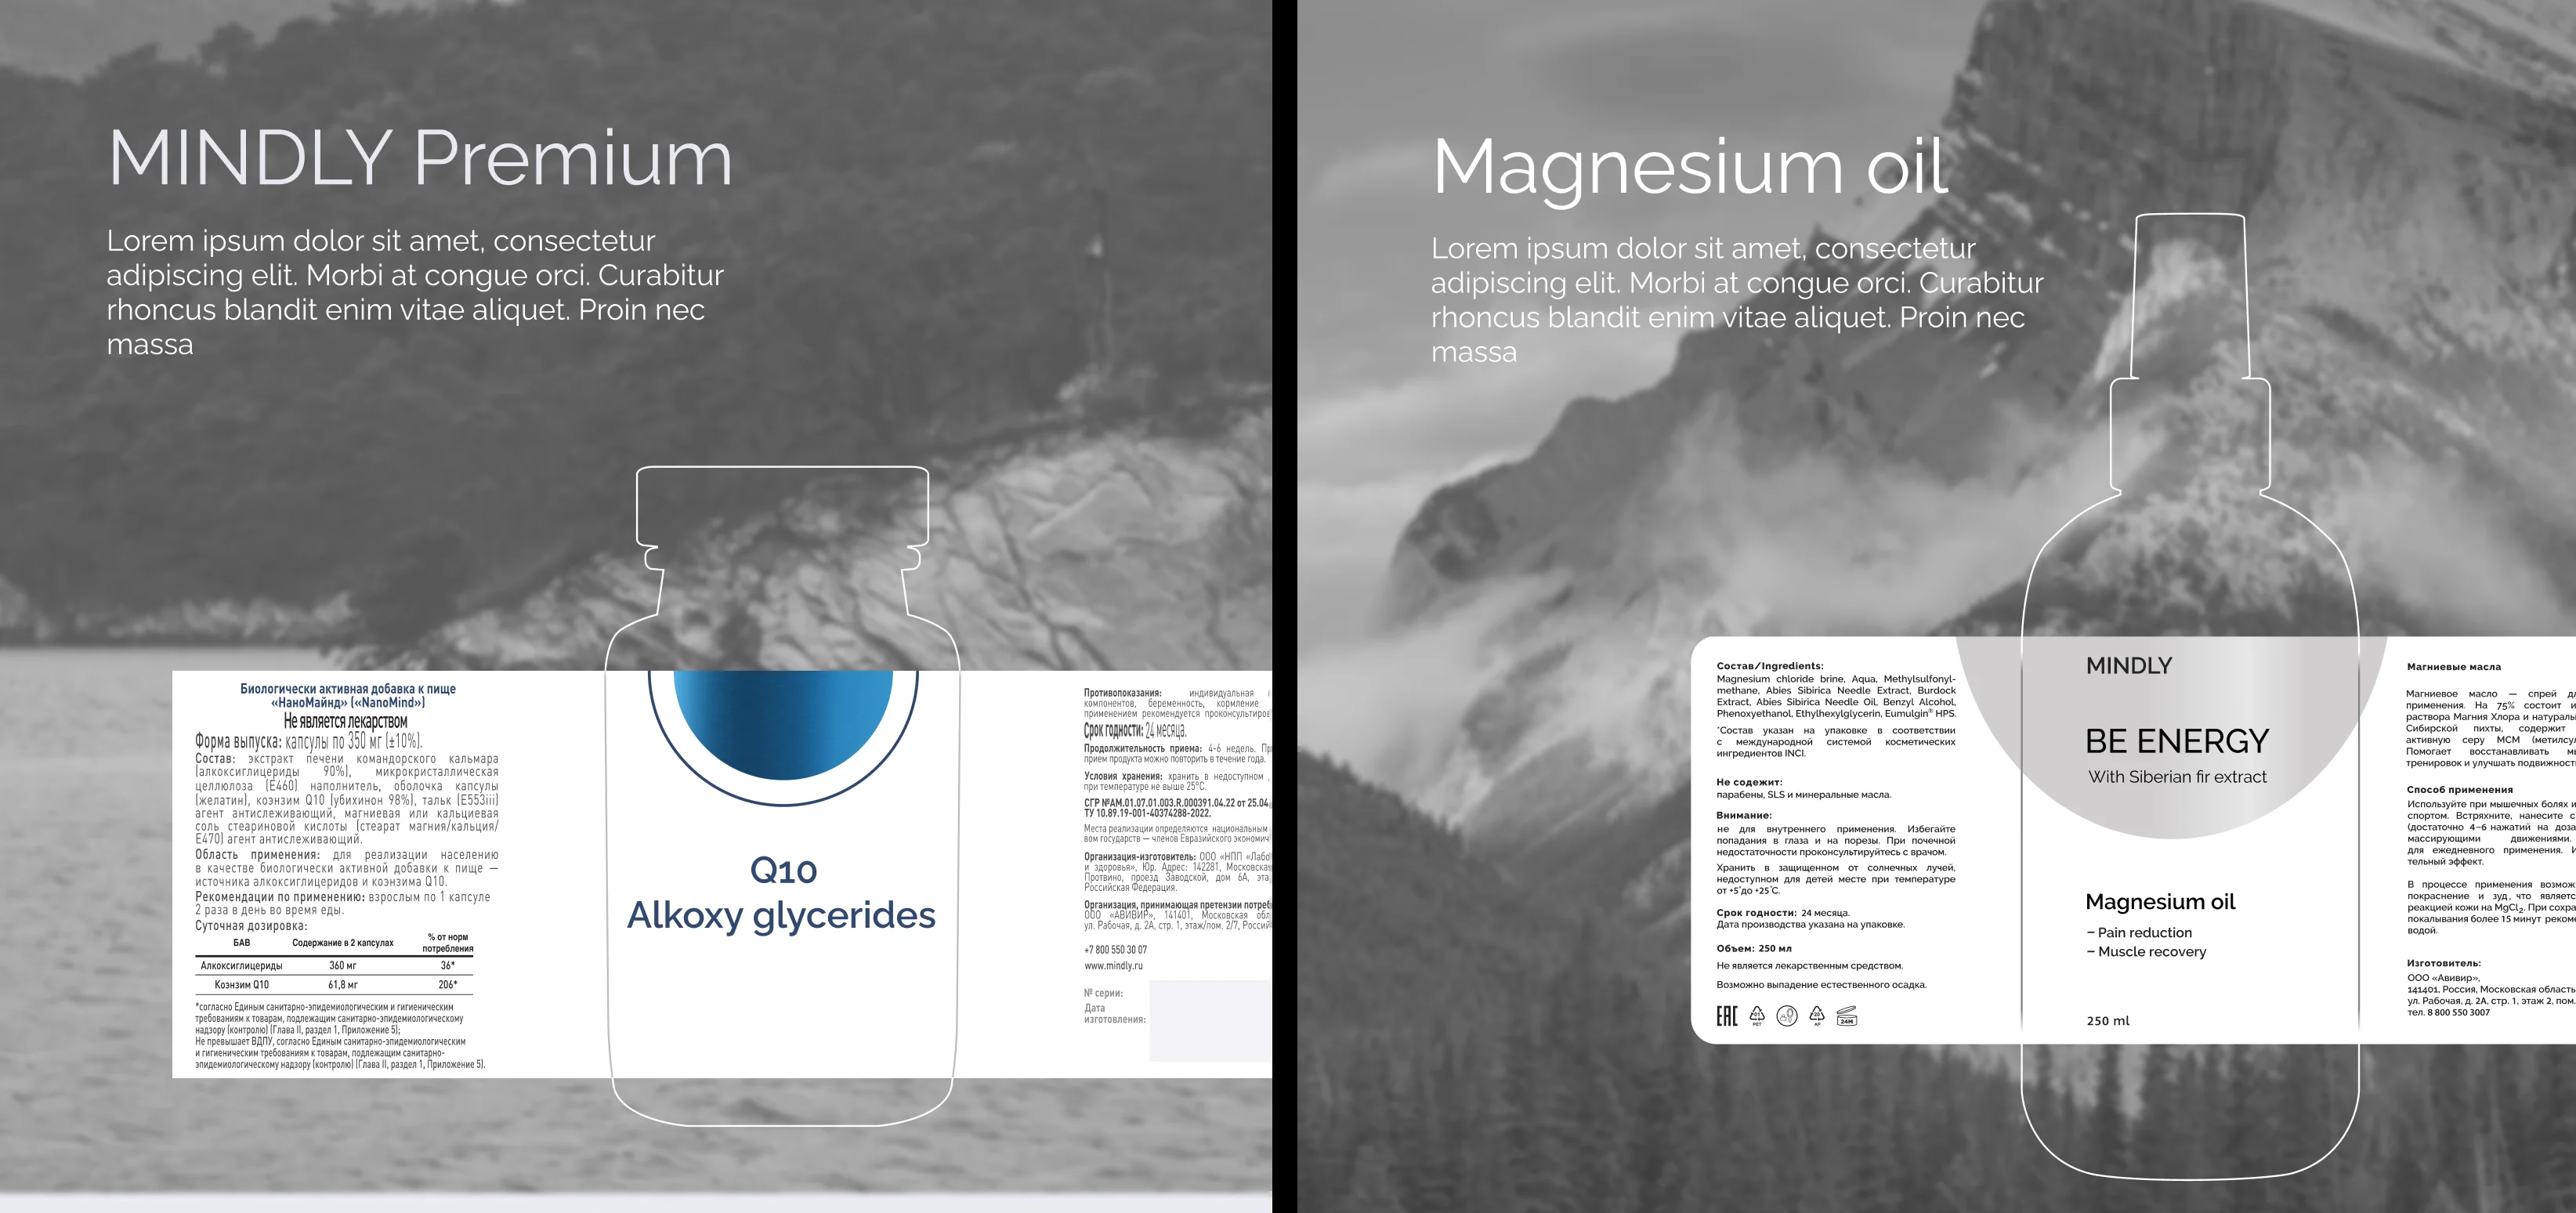 MINDLY Premium
Lorem ipsum dolor sit amet, consectetur
adipiscing elit. Morbi at congue orci. Curabitur
rhoncus blandit enim vitae aliquet. Proin nec
massa
Биологически активная добавка к пище
«НаноМайнд» («NanoMind»)
Не является лекарством
Форма выпуска: капсулы по 350 мг (±10%).
Состав: экстракт печени командорского кальмара
(алкоксиглицериды 90%), микрокристаллическая
целлюлоза (Е460) наполнитель, оболочка капсулы
(желатин), коэнзим Q10 (убихинон 98%), тальк (E553iii)
агент антислеживающий, магниевая или кальциевая
соль стеариновой кислоты (стеарат магния/кальция/
Е470) агент антислеживающий.
Область применения: для реализации населению
в качестве биологически активной добавки к пище —
источника алкоксиглицеридов и коэнзима Q10.
Рекомендации по применению: взрослым по 1 капсуле
2 раза в день во время еды.
Суточная дозировка:
БАВ Содержание в 2 капсулах % от норм потребления
Алкоксиглицериды 360 мг 36*
Коэнзим Q10 61,8 мг 206*
*согласно Единым санитарно-эпидемиологическим и гигиеническим
требованиям к товарам, подлежащим санитарно-эпидемиологическому
надзору (контролю) (Глава II, раздел 1, Приложение 5);
Не превышает ВДПУ, согласно Единым санитарно-эпидемиологическим
и гигиеническим требованиям к товарам, подлежащим санитарно-
эпидемиологическому надзору (контролю) (Глава II, раздел 1, Приложение 5).
Q10
Alkoxy glycerides
Противопоказания: индивидуальная
компонентов, беременность, кормление
применением рекомендуется проконсультиров
Срок годности: 24 месяца.
Продолжительность приема: 4-6 недель. Пр
прием продукта можно повторить в течение года.
Условия хранения: хранить в недоступном
при температуре не выше 25°C.
СГР №АМ.01.07.01.003.R.000391.04.22 от 25.04
ТУ 10.89.19-001-40374288-2022.
Места реализации определяются национальным
вом государств — членов Евразийского экономич
Организация-изготовитель: ООО «НПП «Лабо
и здоровья», Юр. Адрес: 142281, Московска
Протвино, проезд Заводской, дом 6А, эта
Российская Федерация.
Организация, принимающая претензии потреб
ООО «АВИВИР», 141401, Московская обл
ул. Рабочая, д. 2А, стр. 1, этаж/пом. 2/7, Россий
+7 800 550 30 07
www.mindly.ru
№ серии:
Дата
изготовления:
Magnesium oil
Lorem ipsum dolor sit amet, consectetur
adipiscing elit. Morbi at congue orci. Curabitur
rhoncus blandit enim vitae aliquet. Proin nec
massa
Состав/Ingredients:
Magnesium chloride brine, Aqua, Methylsulfonyl-
methane, Abies Sibirica Needle Extract, Burdock
Extract, Abies Sibirica Needle Oil, Benzyl Alcohol,
Phenoxyethanol, Ethylhexylglycerin, Eumulgin® HPS.
*Состав указан на упаковке в соответствии
с международной системой косметических
ингредиентов INCI.
Не содежит:
парабены, SLS и минеральные масла.
Внимание:
не для внутреннего применения. Избегайте
попадания в глаза и на порезы. При почечной
недостаточности проконсультируйтесь с врачом.
Хранить в защищенном от солнечных лучей,
недоступном для детей месте при температуре
от +5°до +25°С.
Срок годности: 24 месяца.
Дата производства указана на упаковке.
Объем: 250 мл
Не является лекарственным средством.
Возможно выпадение естественного осадка.
EAC PET AP 24M
MINDLY
BE ENERGY
With Siberian fir extract
Magnesium oil
– Pain reduction
– Muscle recovery
250 ml
Магниевые масла
Магниевое масло — спрей дл
применения. На 75% состоит и
раствора Магния Хлора и натураль
Сибирской пихты, содержит
активную серу МСМ (метилсул
Помогает восстанавливать мы
тренировок и улучшать подвижност
Способ применения
Используйте при мышечных болях и
спортом. Встряхните, нанесите с
(достаточно 4–6 нажатий на доза
массирующими движениями.
для ежедневного применения. И
тельный эффект.
В процессе применения возмож
покраснение и зуд, что являетс
реакцией кожи на MgCl₂. При сохра
покалывания более 15 минут рекоме
водой.
Изготовитель:
ООО «Авивир»,
141401, Россия, Московская область
ул. Рабочая, д. 2А, стр. 1, этаж 2, пом.
тел. 8 800 550 3007